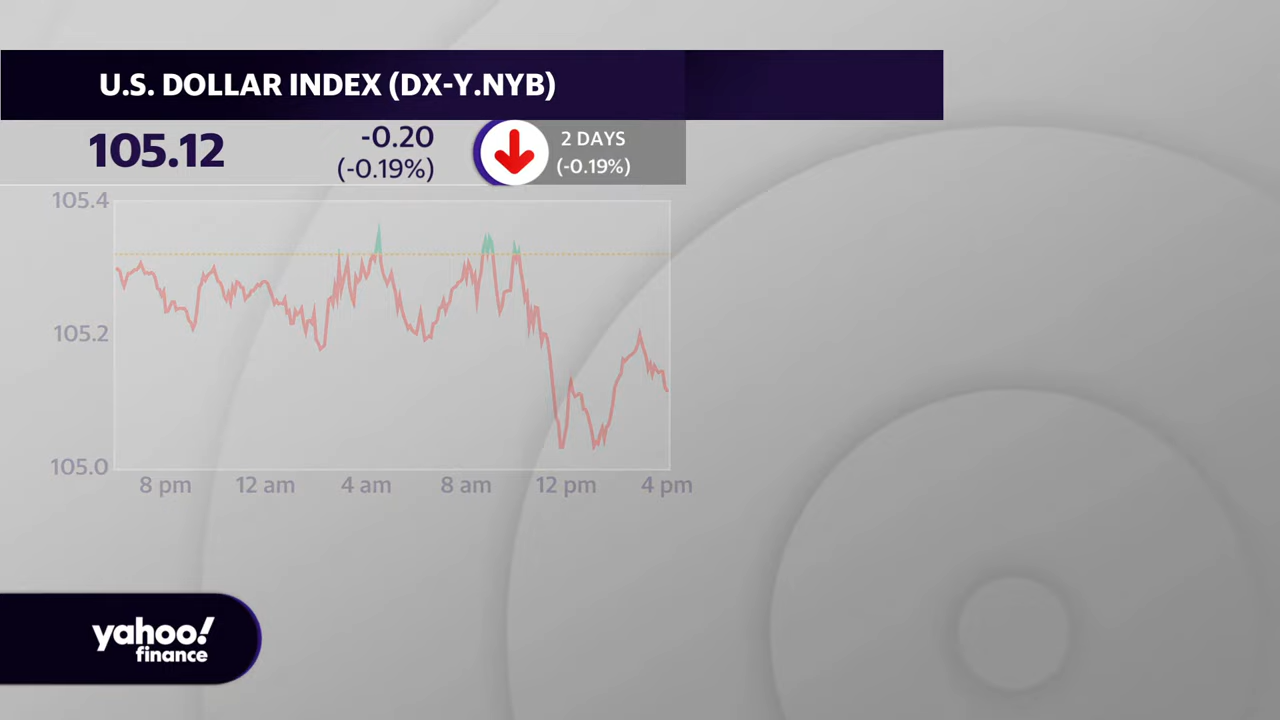 U.S. DOLLAR INDEX (DX-Y.NYB)
105.12
-0.20
(-0.19%)
2 DAYS
(-0.19%)
105.4
105.2
105.0
8 pm 12 am 4 am 8 am 12 pm 4 pm
yahoo!
finance